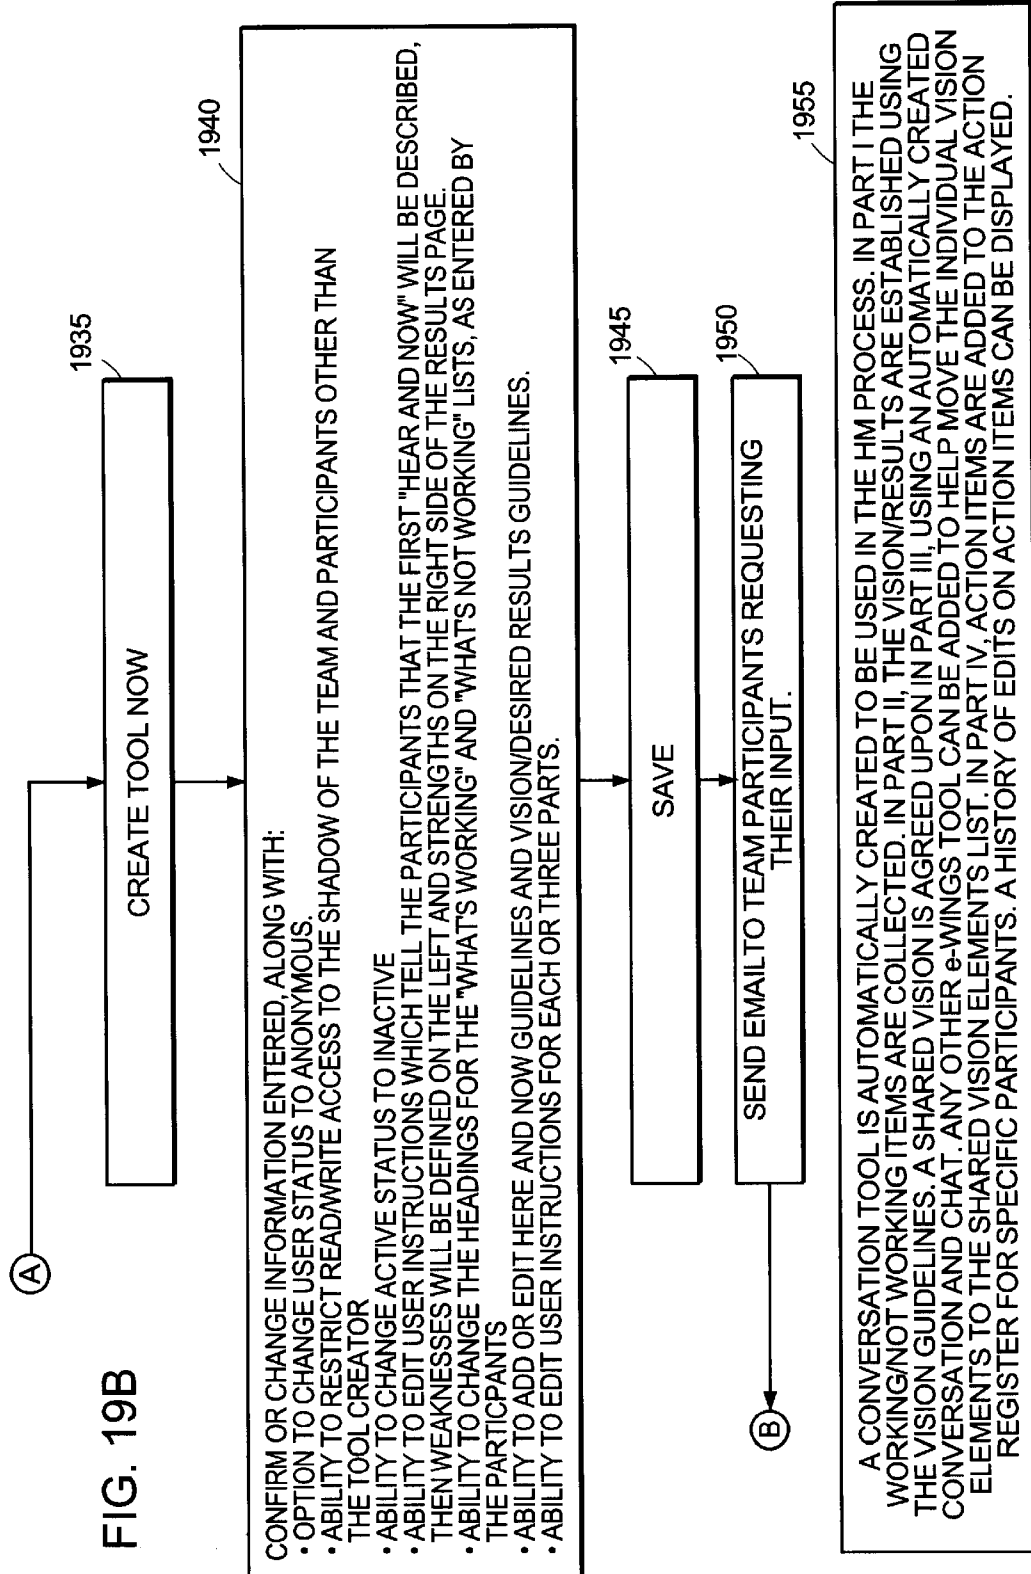 FIG. 19B
A
1935
CREATE TOOL NOW
1940
CONFIRM OR CHANGE INFORMATION ENTERED, ALONG WITH:
• OPTION TO CHANGE USER STATUS TO ANONYMOUS.
• ABILITY TO RESTRICT READ/WRITE ACCESS TO THE SHADOW OF THE TEAM AND PARTICIPANTS OTHER THAN
THE TOOL CREATOR
• ABILITY TO CHANGE ACTIVE STATUS TO INACTIVE
• ABILITY TO EDIT USER INSTRUCTIONS WHICH TELL THE PARTICIPANTS THAT THE FIRST "HEAR AND NOW" WILL BE DESCRIBED,
THEN WEAKNESSES WILL BE DEFINED ON THE LEFT AND STRENGTHS ON THE RIGHT SIDE OF THE RESULTS PAGE.
• ABILITY TO CHANGE THE HEADINGS FOR THE "WHAT'S WORKING" AND "WHAT'S NOT WORKING" LISTS, AS ENTERED BY
THE PARTICPANTS
• ABILITY TO ADD OR EDIT HERE AND NOW GUIDELINES AND VISION/DESIRED RESULTS GUIDELINES.
• ABILITY TO EDIT USER INSTRUCTIONS FOR EACH OR THREE PARTS.
1945
SAVE
1950
SEND EMAIL TO TEAM PARTICIPANTS REQUESTING
THEIR INPUT.
B
1955
A CONVERSATION TOOL IS AUTOMATICALLY CREATED TO BE USED IN THE HM PROCESS. IN PART I THE
WORKING/NOT WORKING ITEMS ARE COLLECTED. IN PART II, THE VISION/RESULTS ARE ESTABLISHED USING
THE VISION GUIDELINES. A SHARED VISION IS AGREED UPON IN PART III, USING AN AUTOMATICALLY CREATED
CONVERSATION AND CHAT. ANY OTHER e-WINGS TOOL CAN BE ADDED TO HELP MOVE THE INDIVIDUAL VISION
ELEMENTS TO THE SHARED VISION ELEMENTS LIST. IN PART IV, ACTION ITEMS ARE ADDED TO THE ACTION
REGISTER FOR SPECIFIC PARTICIPANTS. A HISTORY OF EDITS ON ACTION ITEMS CAN BE DISPLAYED.